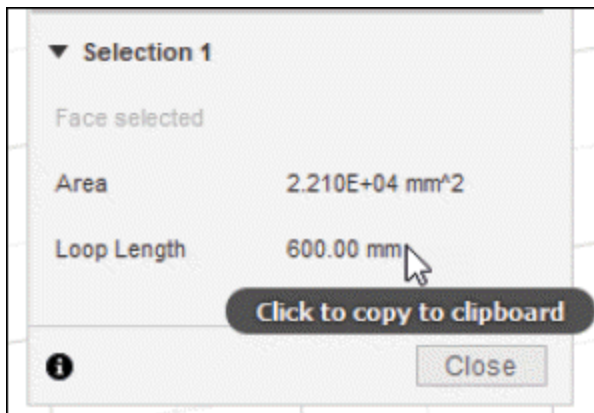 Selection 1
Face selected
Area 2.210E+04 mm^2
Loop Length 600.00 mm
Click to copy to clipboard
Close